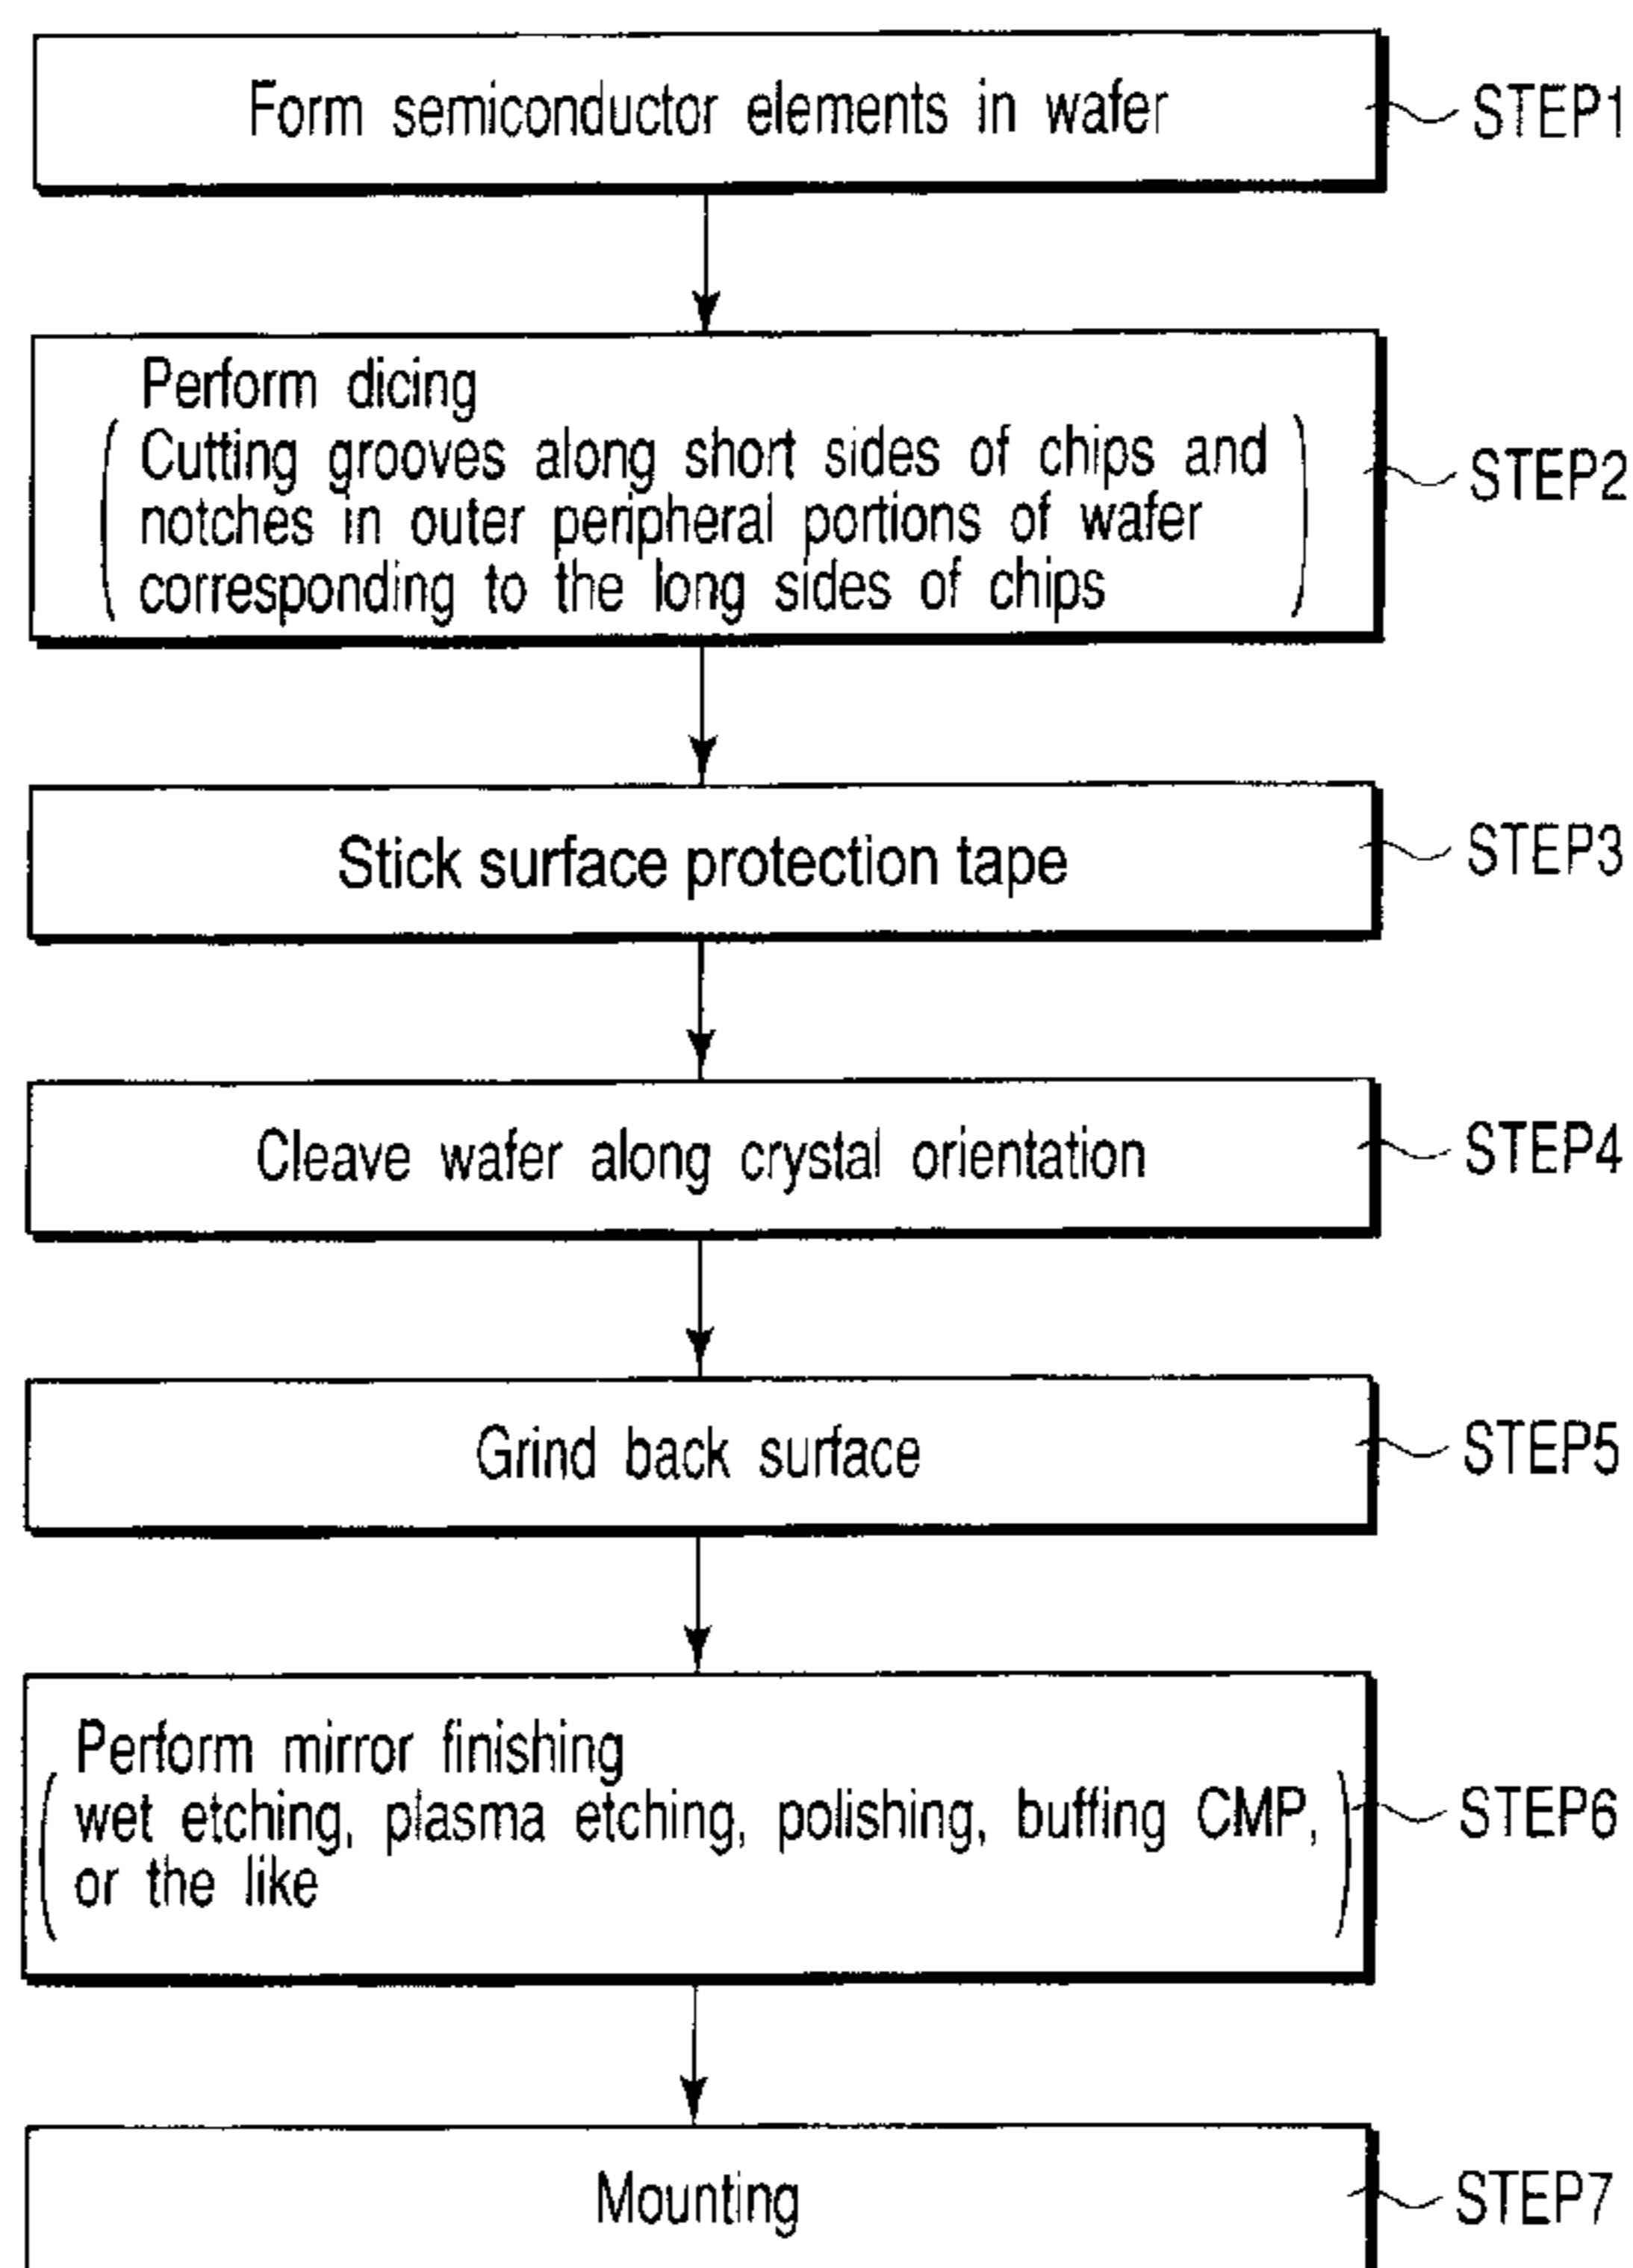 Form semiconductor elements in wafer
STEP1
Perform dicing
(Cutting grooves along short sides of chips and
notches in outer peripheral portions of wafer
corresponding to the long sides of chips)
STEP2
Stick surface protection tape
STEP3
Cleave wafer along crystal orientation
STEP4
Grind back surface
STEP5
Perform mirror finishing
(wet etching, plasma etching, polishing, buffing CMP,
or the like)
STEP6
Mounting
STEP7